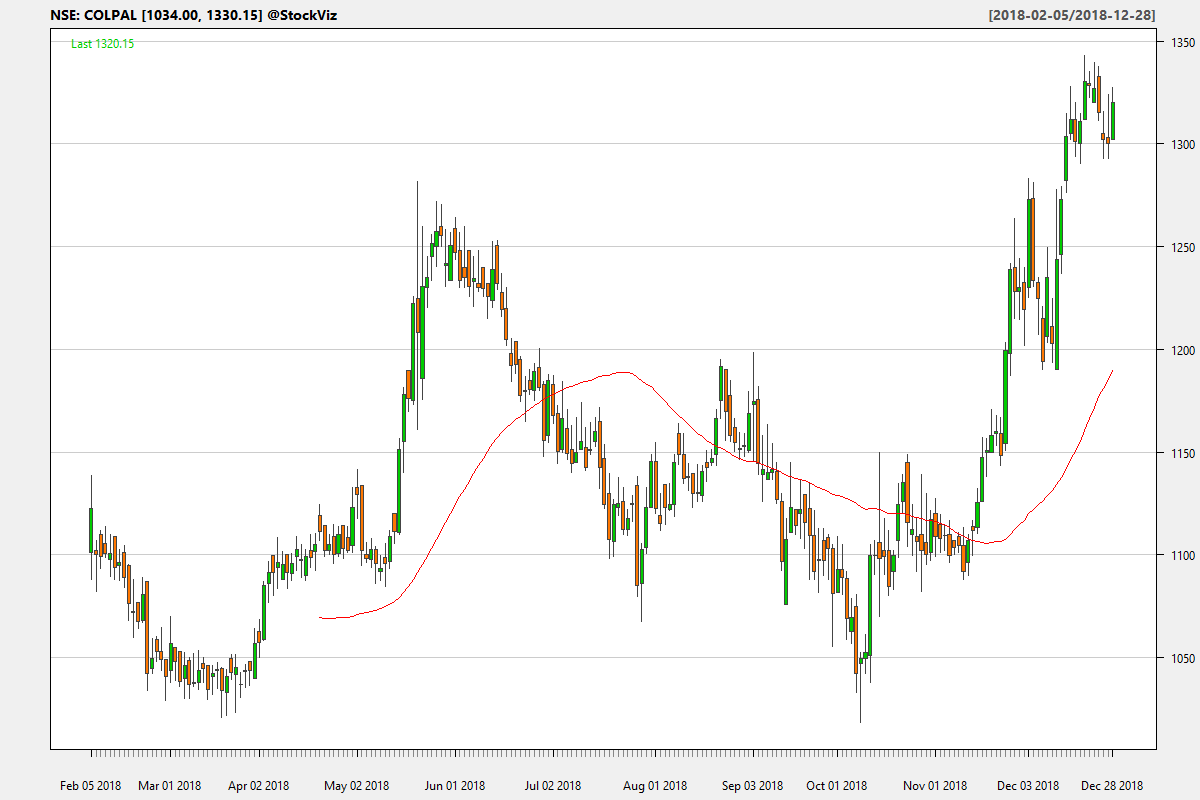 NSE: COLPAL [1034.00, 1330.15] @StockViz [2018-02-05/2018-12-28]
Last 1320.15
1350
1300
1250
1200
1150
1100
1050
Feb 05 2018 Mar 01 2018 Apr 02 2018 May 02 2018 Jun 01 2018 Jul 02 2018 Aug 01 2018 Sep 03 2018 Oct 01 2018 Nov 01 2018 Dec 03 2018 Dec 28 2018